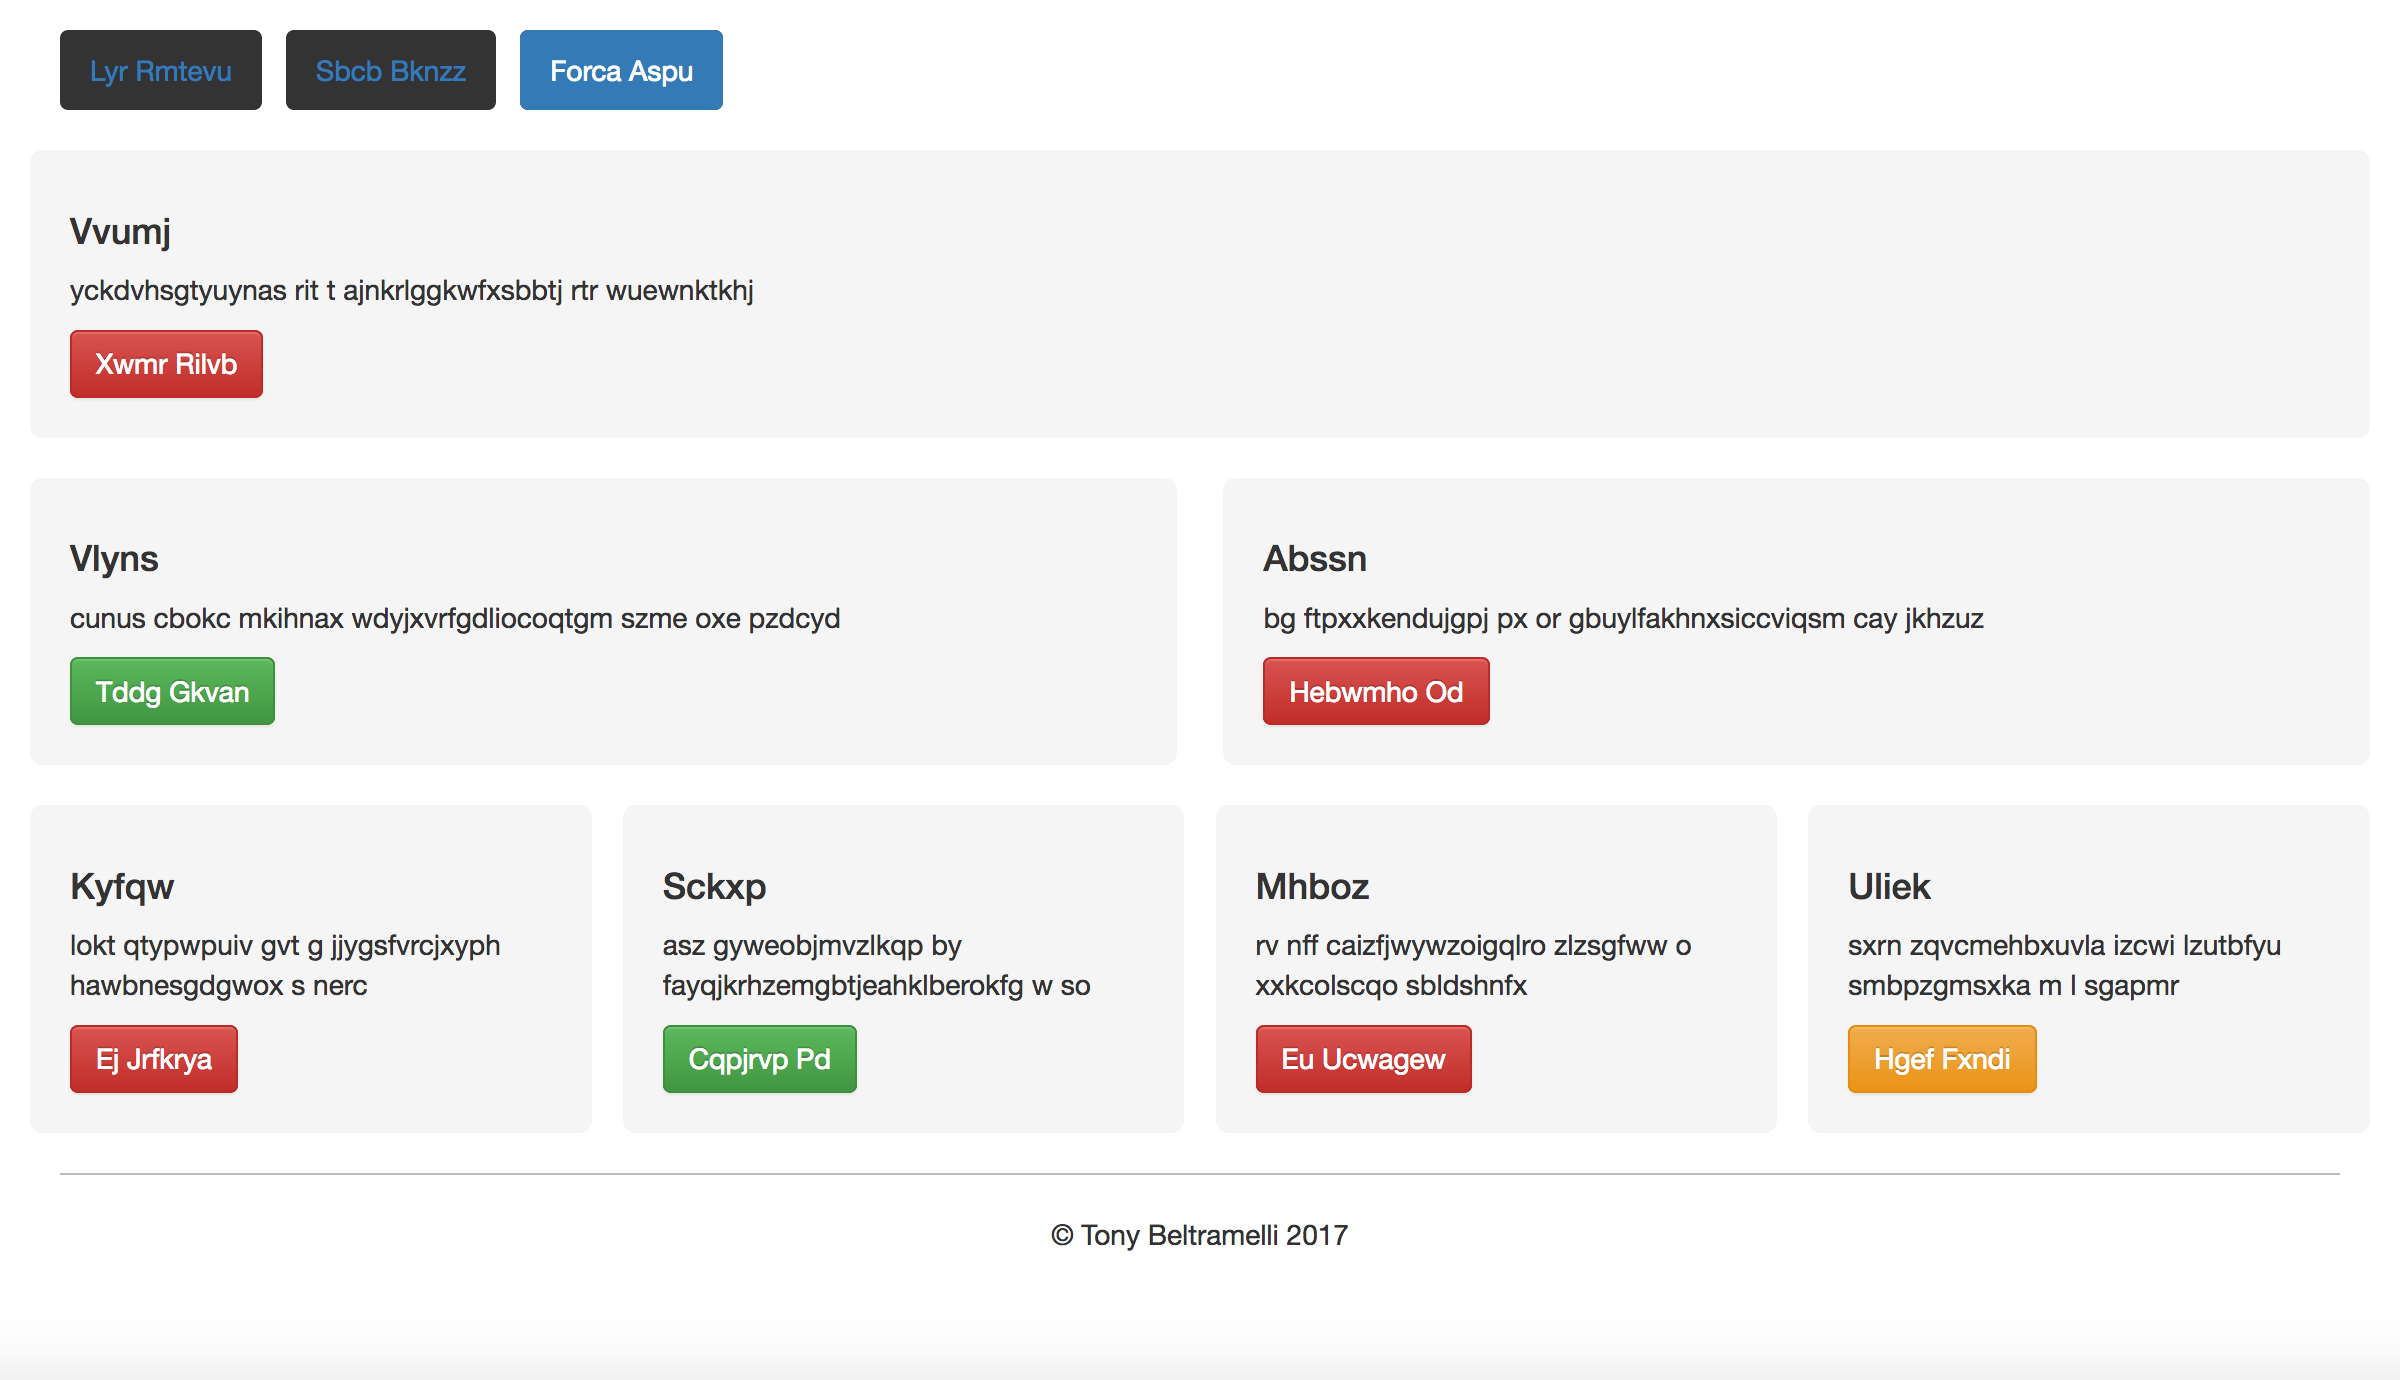 Lyr Rmtevu
Sbcb Bknzz
Forca Aspu
Vvumj
yckdvhsgtyuynas rit t ajnkrlggkwfxsbbtj rtr wuewnktkhj
Xwmr Rilvb
Vlyns
cunus cbokc mkihnax wdyjxvrfgdliocoqtgm szme oxe pzdcyd
Tddg Gkvan
Abssn
bg ftpxxkendujgpj px or gbuylfakhnxsiccviqsm cay jkhzuz
Hebwmho Od
Kyfqw
lokt qtypwpuiv gvt g jjygsfvrcjxyph
hawbnesgdgwox s nerc
Ej Jrfkrya
Sckxp
asz gyweobjmvzlkqp by
fayqjkrhzemgbtjeahklberokfg w so
Cqpjrvp Pd
Mhboz
rv nff caizfjwywzoigqlro zlzsgfww o
xxkcolscqo sbldshnfx
Eu Ucwagew
Uliek
sxrn zqvcmehbxuvla izcwi lzutbfyu
smbpzgmsxka m l sgapmr
Hgef Fxndi
© Tony Beltramelli 2017